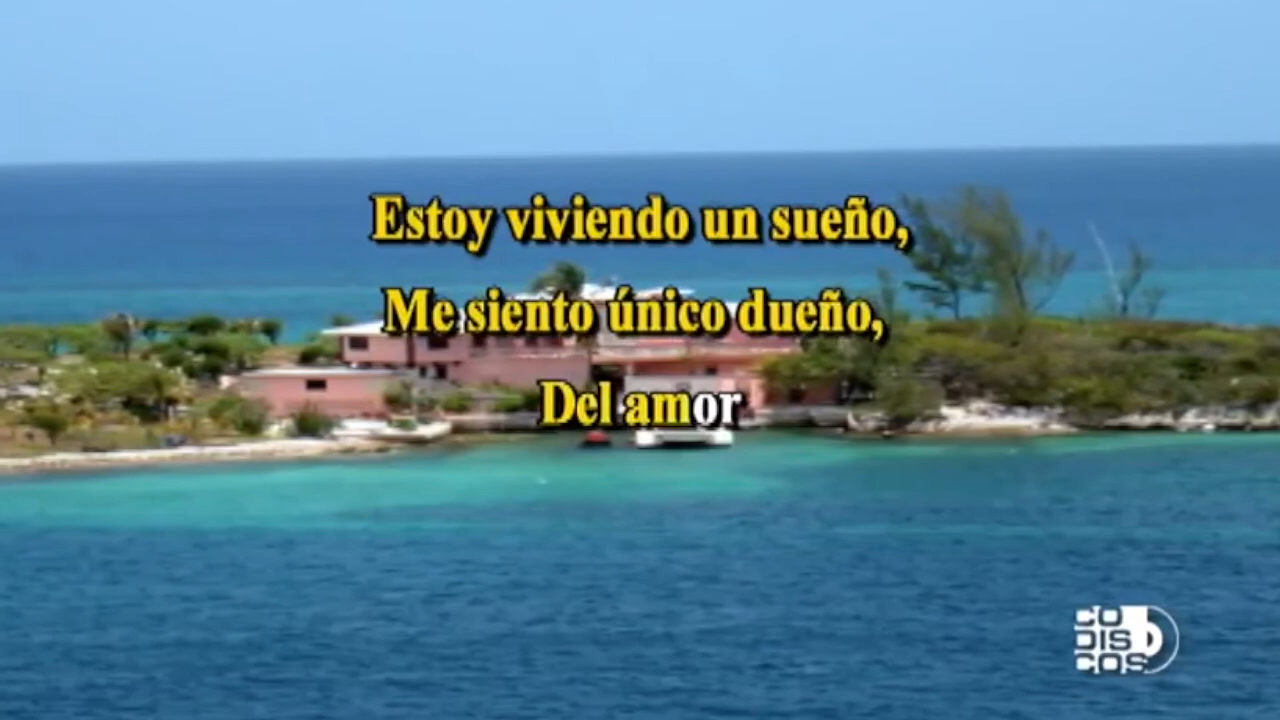 Estoy viviendo un sueño,
Me siento único dueño,
Del amor
CO
DIS
COS